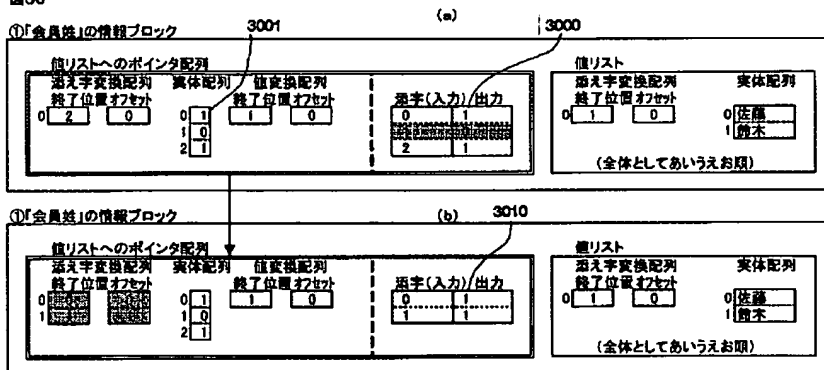 図30
(a)
①「会員姓」の情報ブロック
3001
3000
値リストへのポインタ配列
添え字変換配列 実体配列 値変換配列
終了位置 オフセット 終了位置 オフセット
添字(入力) 出力
0 2 0
0 1
1 0
2 1
1 0
0 1
2 1
値リスト
添え字変換配列 実体配列
終了位置 オフセット
0 1 0
0 佐藤
1 鈴木
(全体としてあいうえお順)
①「会員姓」の情報ブロック
(b)
3010
値リストへのポインタ配列
添え字変換配列 実体配列 値変換配列
終了位置 オフセット 終了位置 オフセット
添字(入力) 出力
0
1
0 1
1 0
2 1
1 0
0 1
1 1
値リスト
添え字変換配列 実体配列
終了位置 オフセット
0 1 0
0 佐藤
1 鈴木
(全体としてあいうえお順)